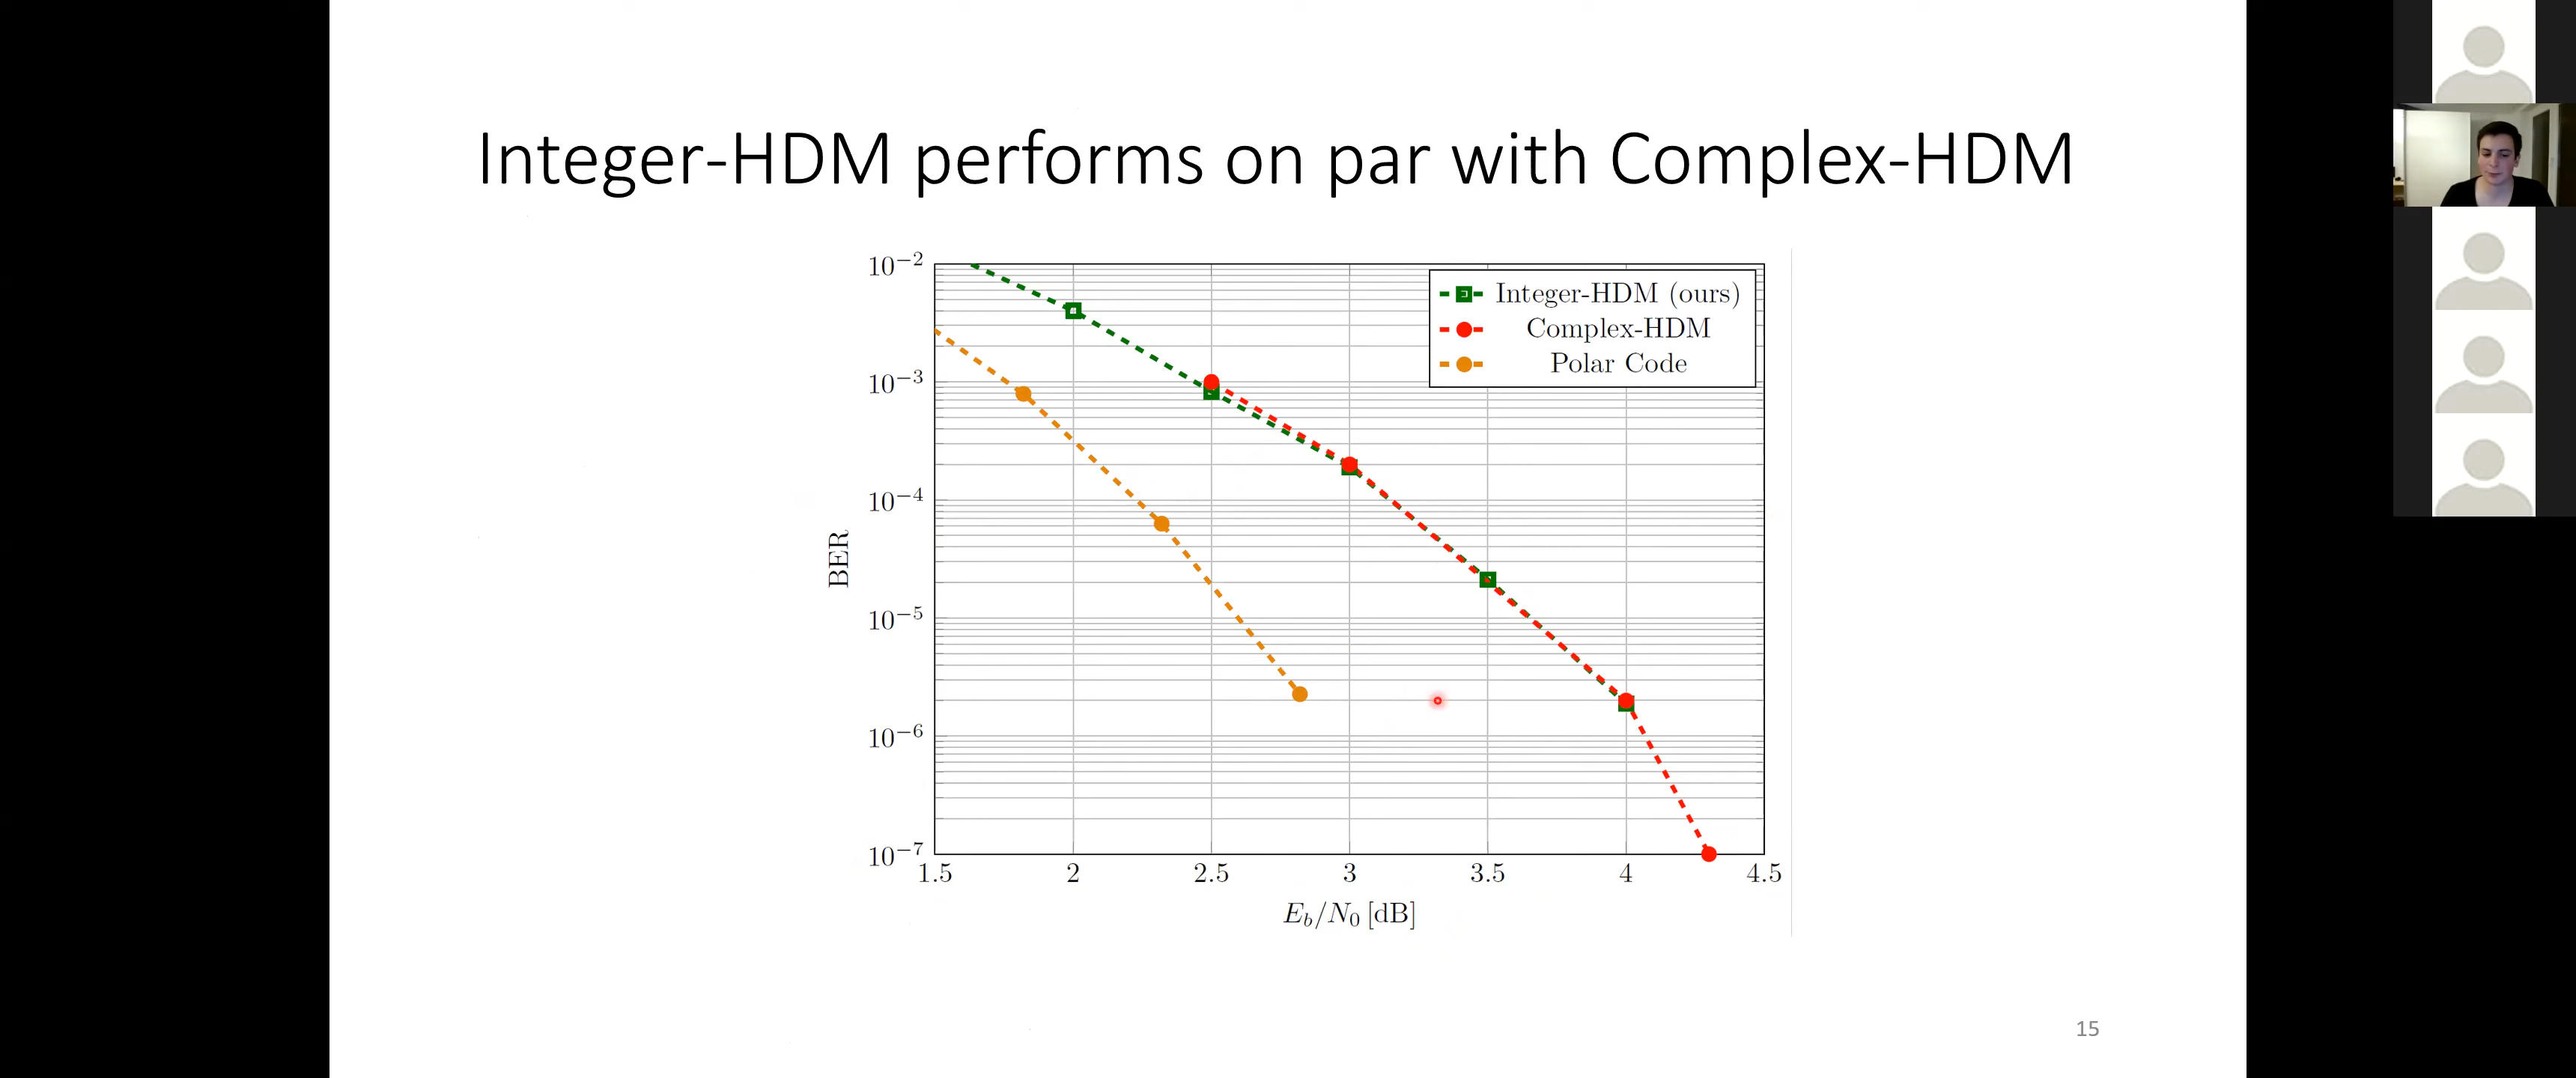 Integer-HDM performs on par with Complex-HDM
10−2
10−3
10−4
10−5
10−6
10−7
BER
Integer-HDM (ours)
Complex-HDM
Polar Code
1.5 2 2.5 3 3.5 4 4.5
Eb/N0 [dB]
15